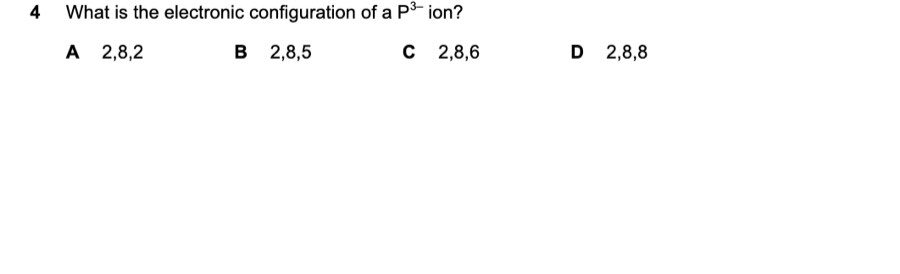 4 What is the electronic configuration of a P³⁻ ion?
A 2,8,2 B 2,8,5 C 2,8,6 D 2,8,8